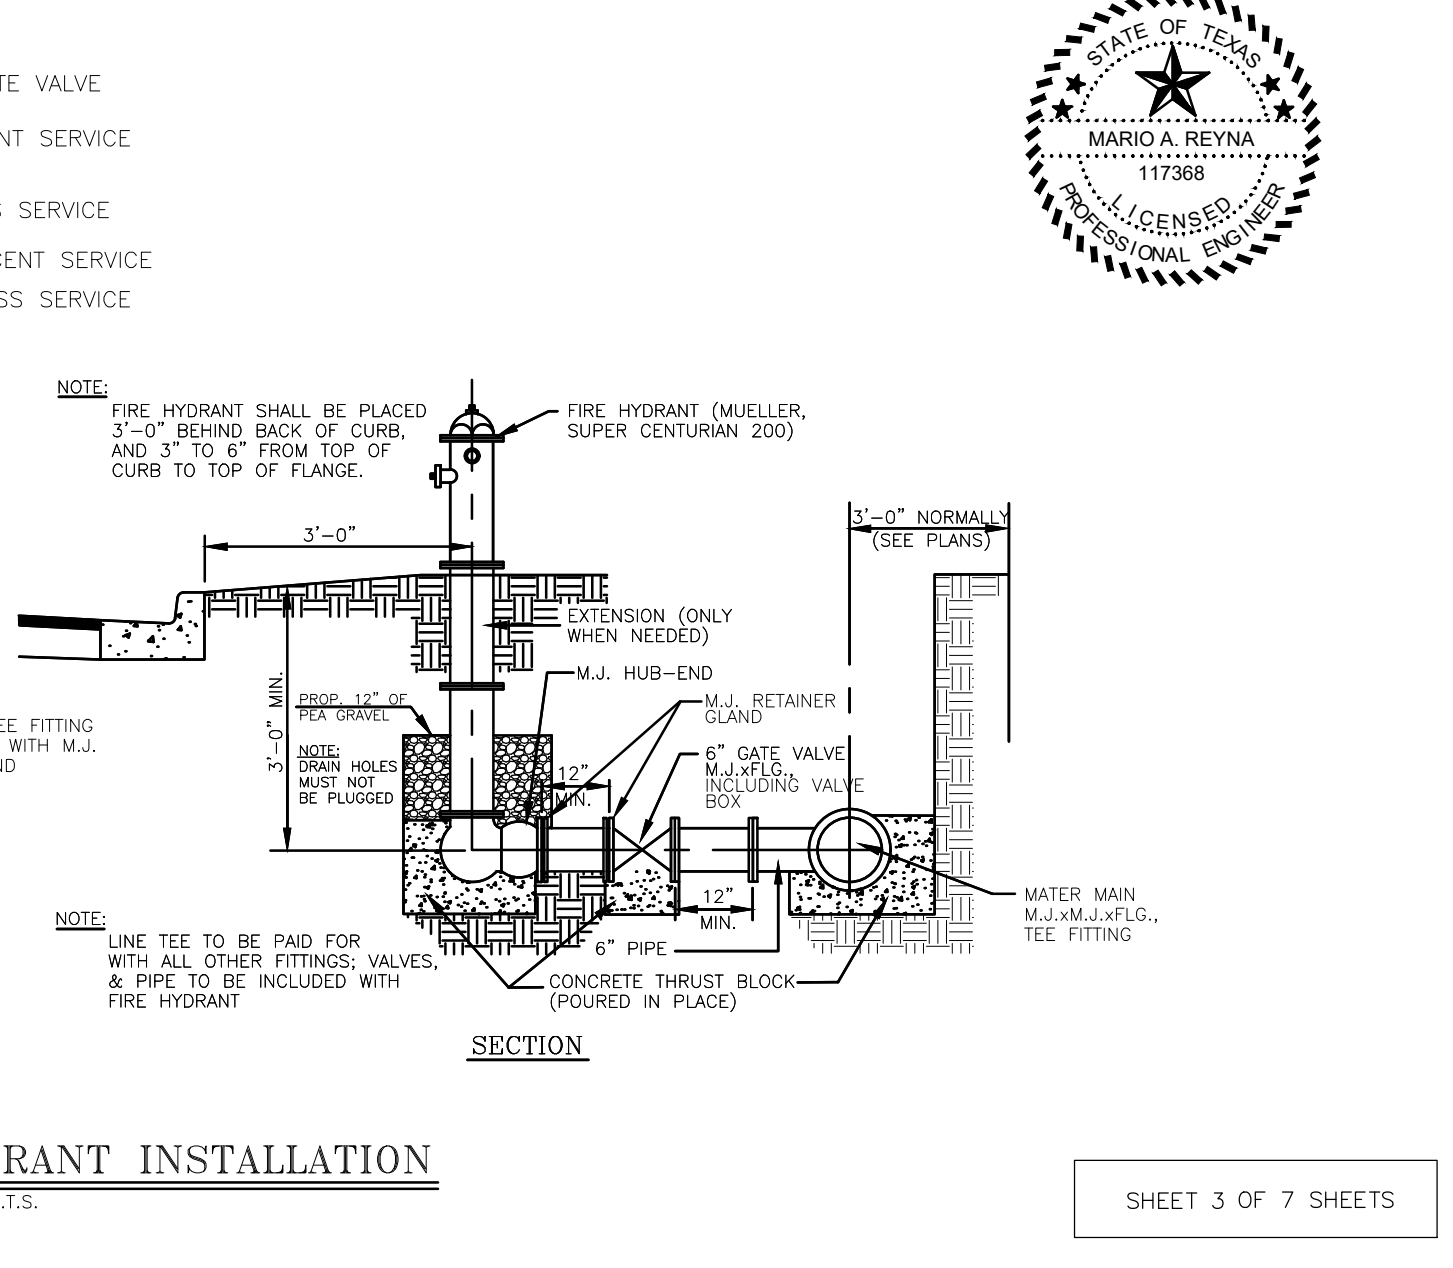 TE VALVE
NT SERVICE
S SERVICE
CENT SERVICE
SS SERVICE
STATE OF TEXAS
MARIO A. REYNA
117368
LICENSED
PROFESSIONAL ENGINEER
NOTE:
FIRE HYDRANT SHALL BE PLACED
3'-0" BEHIND BACK OF CURB,
AND 3" TO 6" FROM TOP OF
CURB TO TOP OF FLANGE.
FIRE HYDRANT (MUELLER,
SUPER CENTURIAN 200)
3'-0"
3'-0" NORMALLY
(SEE PLANS)
EXTENSION (ONLY
WHEN NEEDED)
M.J. HUB-END
3'-0" MIN.
PROP. 12" OF
PEA GRAVEL
M.J. RETAINER
GLAND
EE FITTING
WITH M.J.
ND
NOTE:
DRAIN HOLES
MUST NOT
BE PLUGGED
12"
MIN.
6" GATE VALVE
M.J.xFLG.,
INCLUDING VALVE
BOX
MATER MAIN
M.J.xM.J.xFLG.,
TEE FITTING
12"
MIN.
6" PIPE
NOTE:
LINE TEE TO BE PAID FOR
WITH ALL OTHER FITTINGS; VALVES,
& PIPE TO BE INCLUDED WITH
FIRE HYDRANT
CONCRETE THRUST BLOCK
(POURED IN PLACE)
SECTION
RANT INSTALLATION
.T.S.
SHEET 3 OF 7 SHEETS